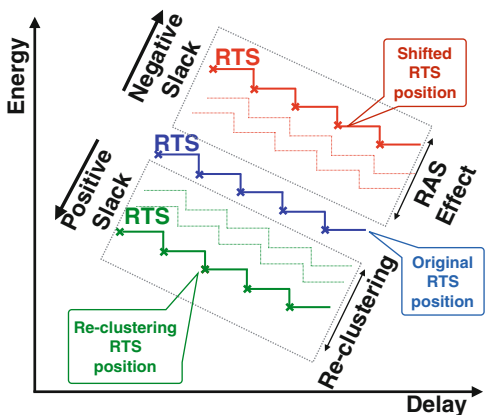 Energy
Negative
Slack
RTS
Shifted
RTS
position
RTS
Positive
Slack
RTS
RAS
Effect
Original
RTS
position
Re-clustering
Re-clustering
RTS
position
Delay